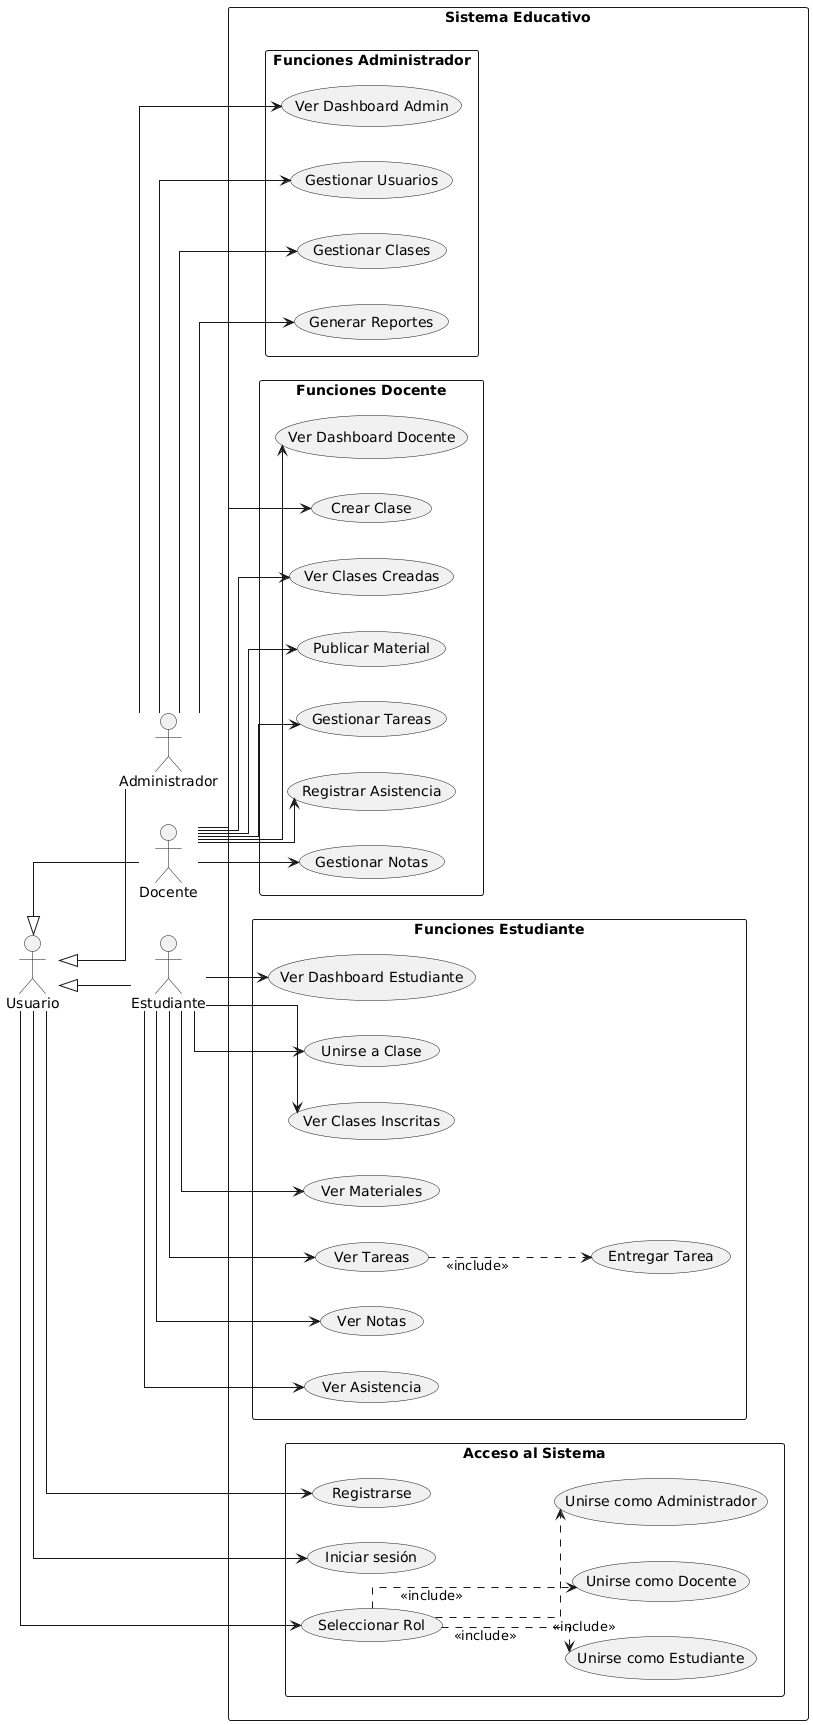 Sistema Educativo
Funciones Administrador
Ver Dashboard Admin
Gestionar Usuarios
Gestionar Clases
Generar Reportes
Funciones Docente
Ver Dashboard Docente
Crear Clase
Ver Clases Creadas
Publicar Material
Gestionar Tareas
Registrar Asistencia
Gestionar Notas
Administrador
Docente
Usuario
Estudiante
Funciones Estudiante
Ver Dashboard Estudiante
Unirse a Clase
Ver Clases Inscritas
Ver Materiales
Ver Tareas
«include»
Entregar Tarea
Ver Notas
Ver Asistencia
Acceso al Sistema
Registrarse
Iniciar sesión
Seleccionar Rol
Unirse como Administrador
«include»
Unirse como Docente
«include»
«include»
Unirse como Estudiante